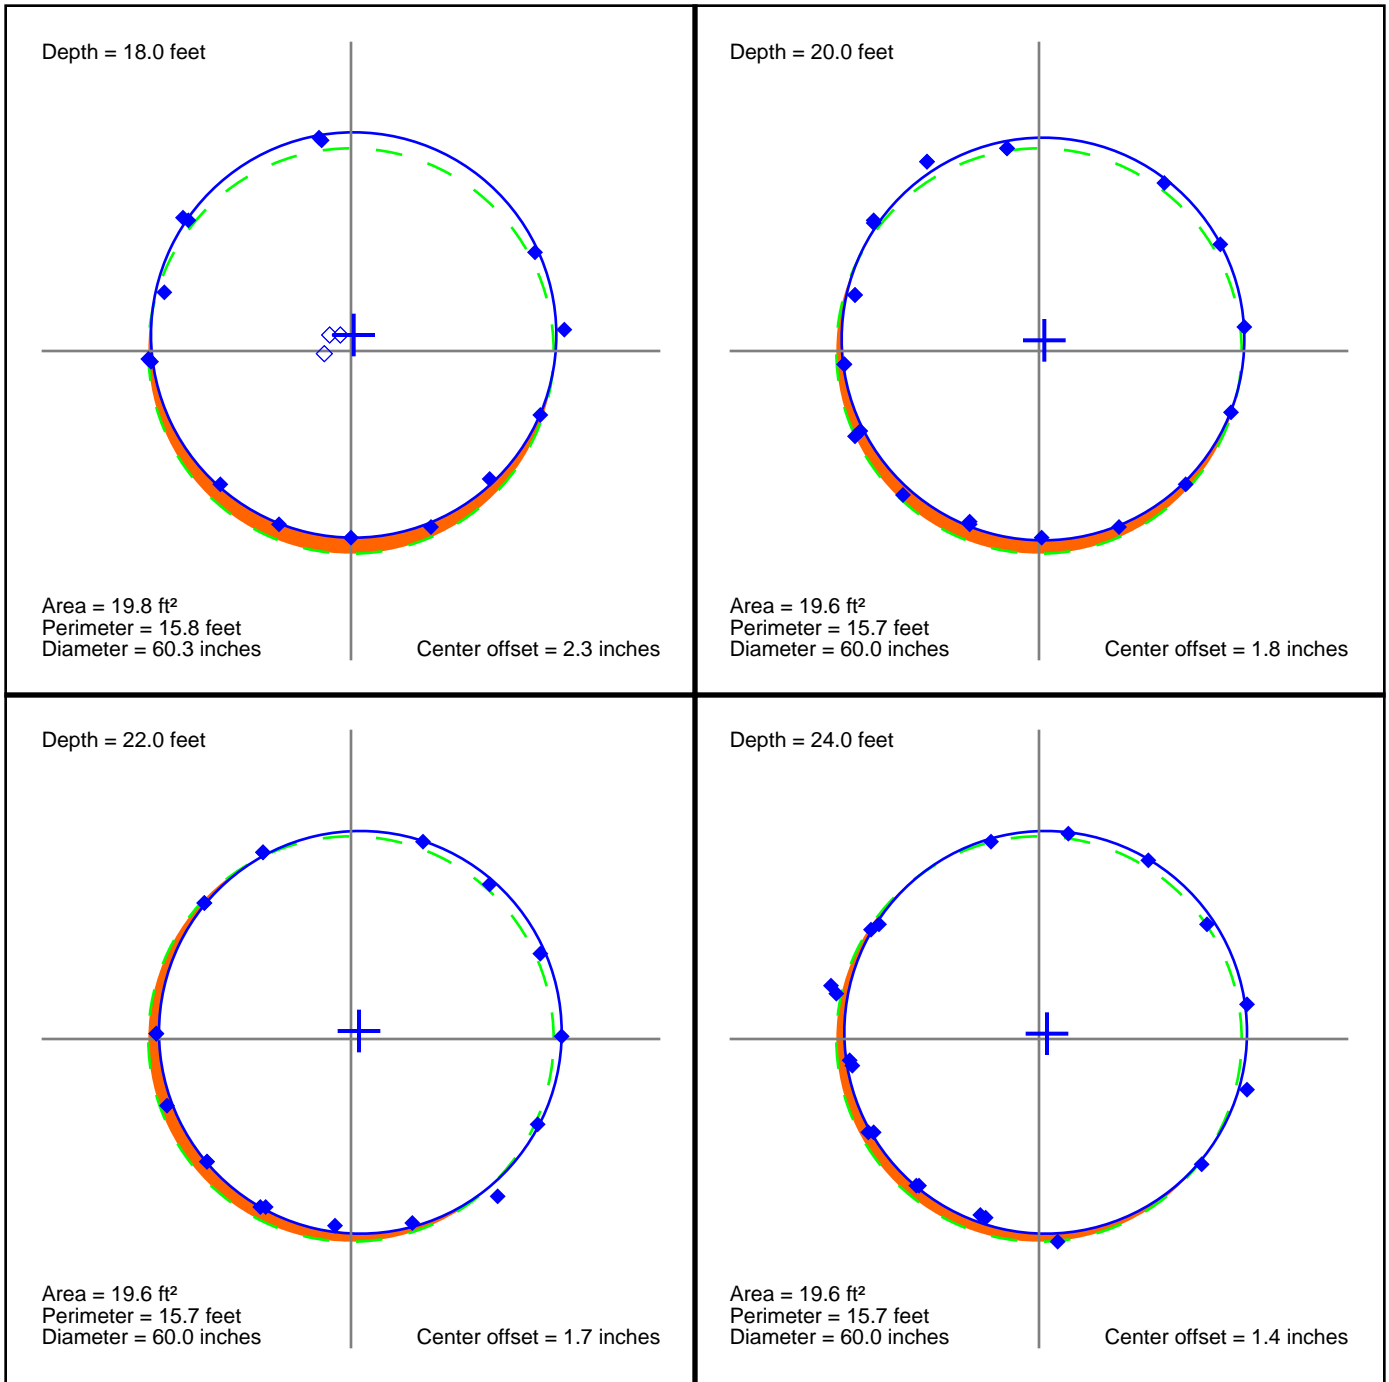 Depth = 18.0 feet
Area = 19.8 ft²
Perimeter = 15.8 feet
Diameter = 60.3 inches
Center offset = 2.3 inches
Depth = 20.0 feet
Area = 19.6 ft²
Perimeter = 15.7 feet
Diameter = 60.0 inches
Center offset = 1.8 inches
Depth = 22.0 feet
Area = 19.6 ft²
Perimeter = 15.7 feet
Diameter = 60.0 inches
Center offset = 1.7 inches
Depth = 24.0 feet
Area = 19.6 ft²
Perimeter = 15.7 feet
Diameter = 60.0 inches
Center offset = 1.4 inches